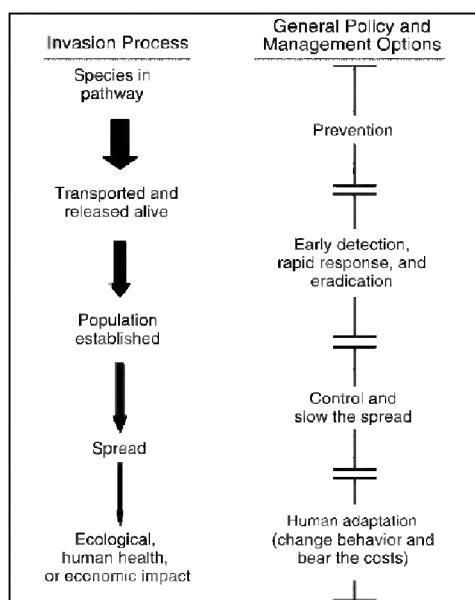 Invasion Process
Species in
pathway
Transported and
released alive
Population
established
Spread
Ecological,
human health,
or economic impact
General Policy and
Management Options
Prevention
Early detection,
rapid response, and
eradication
Control and
slow the spread
Human adaptation
(change behavior and
bear the costs)